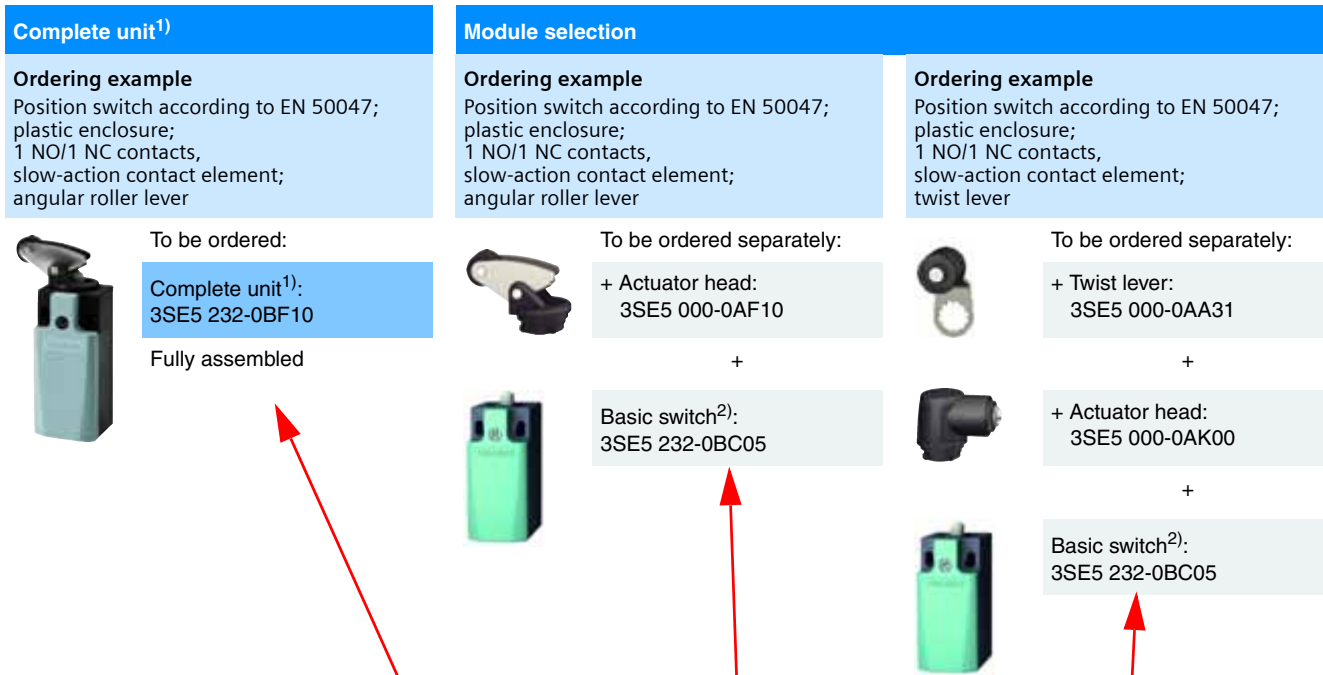 Complete unit1)
Ordering example
Position switch according to EN 50047;
plastic enclosure;
1 NO/1 NC contacts,
slow-action contact element;
angular roller lever
To be ordered:
Complete unit1):
3SE5 232-0BF10
Fully assembled
Module selection
Ordering example
Position switch according to EN 50047;
plastic enclosure;
1 NO/1 NC contacts,
slow-action contact element;
angular roller lever
To be ordered separately:
+ Actuator head:
3SE5 000-0AF10
+
Basic switch2):
3SE5 232-0BC05
Ordering example
Position switch according to EN 50047;
plastic enclosure;
1 NO/1 NC contacts,
slow-action contact element;
twist lever
To be ordered separately:
+ Twist lever:
3SE5 000-0AA31
+
+ Actuator head:
3SE5 000-0AK00
+
Basic switch2):
3SE5 232-0BC05